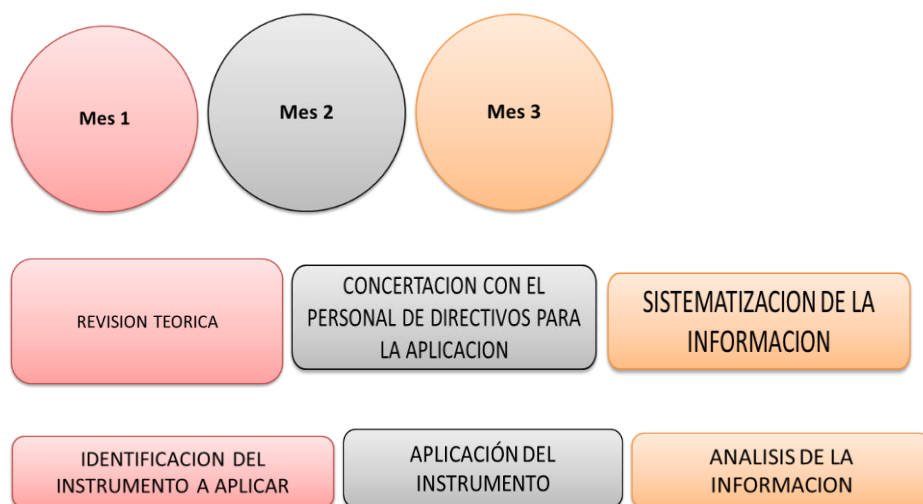 Mes 1
Mes 2
Mes 3
REVISION TEORICA
CONCERTACION CON EL
PERSONAL DE DIRECTIVOS PARA
LA APLICACION
SISTEMATIZACION DE LA
INFORMACION
IDENTIFICACION DEL
INSTRUMENTO A APLICAR
APLICACIÓN DEL
INSTRUMENTO
ANALISIS DE LA
INFORMACION